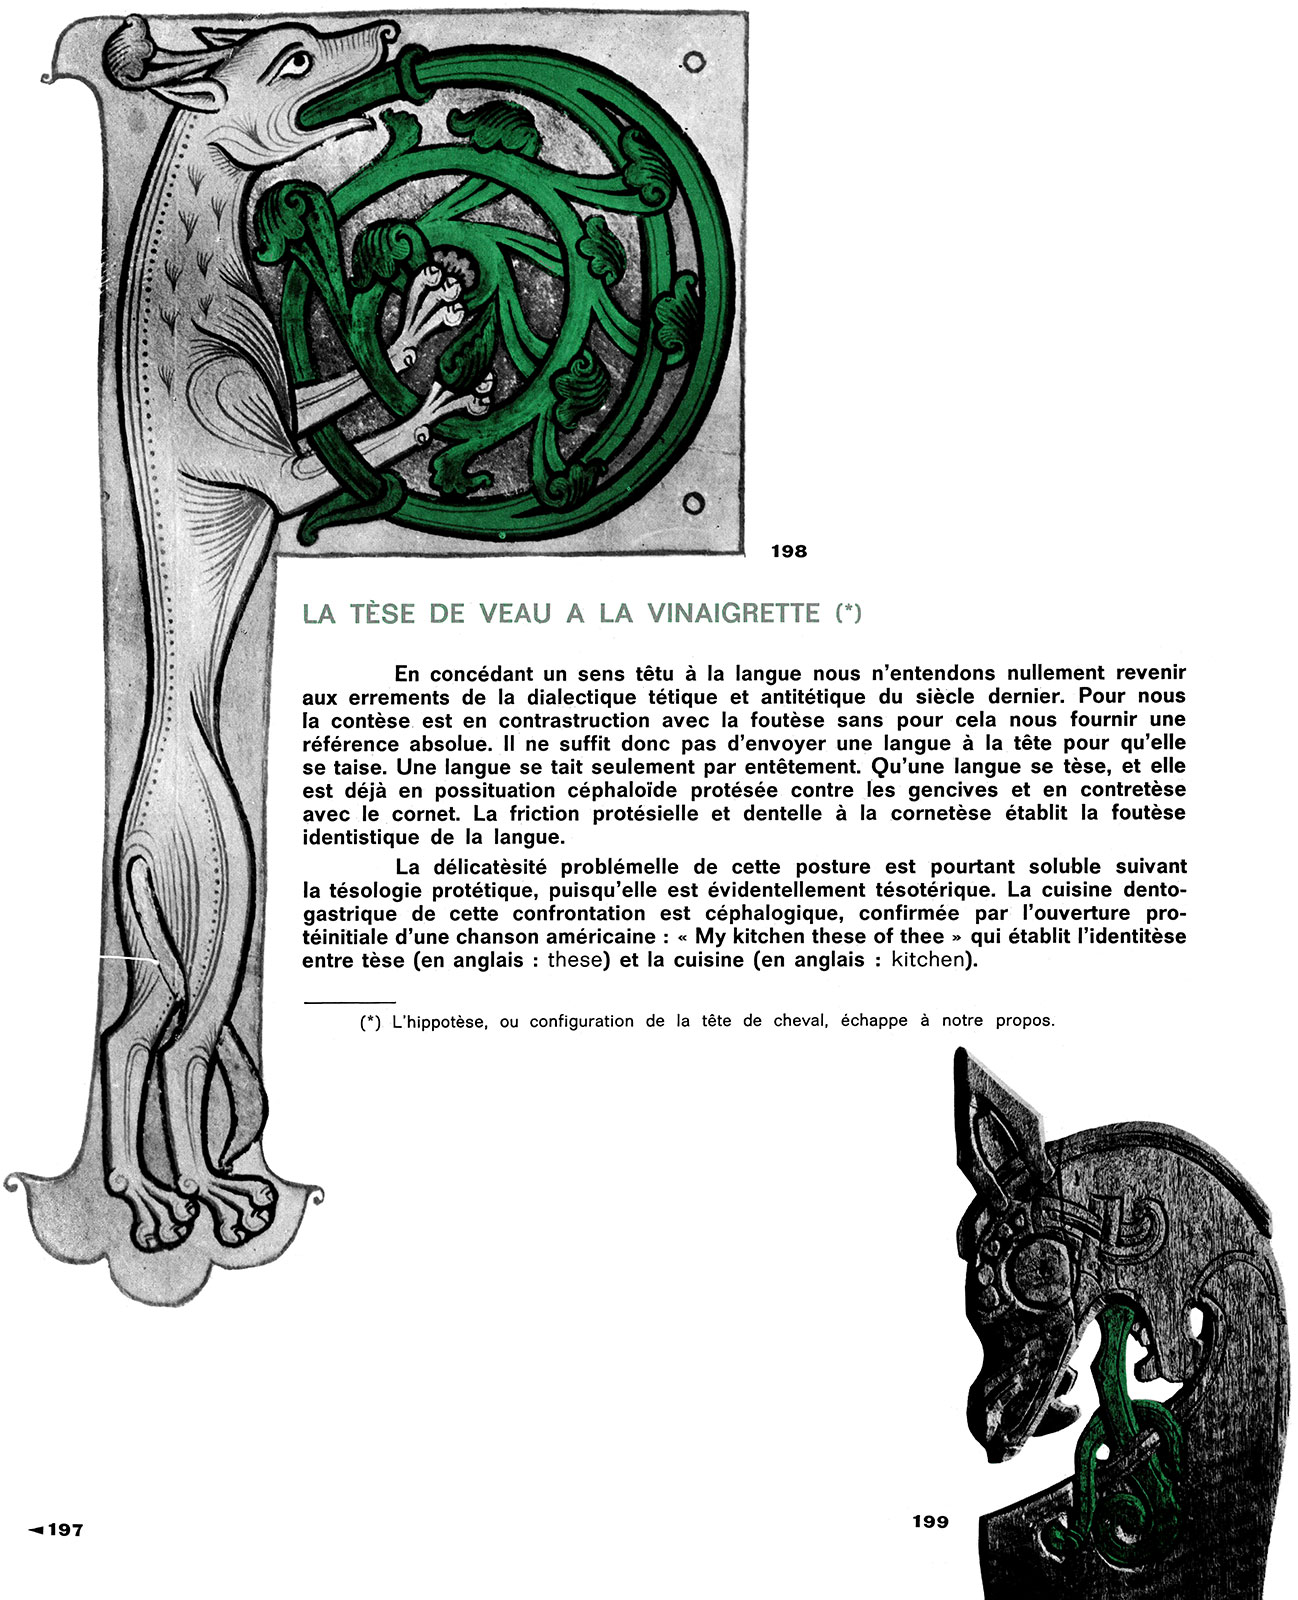 198
LA TÈSE DE VEAU A LA VINAIGRETTE (*)
En concédant un sens têtu à la langue nous n'entendons nullement revenir
aux errements de la dialectique tétique et antitétique du siècle dernier. Pour nous
la contèse est en contrastruction avec la foutèse sans pour cela nous fournir une
référence absolue. Il ne suffit donc pas d'envoyer une langue à la tête pour qu'elle
se taise. Une langue se tait seulement par entêtement. Qu'une langue se tèse, et elle
est déjà en possituation céphaloïde protésée contre les gencives et en contretèse
avec le cornet. La friction protésielle et dentelle à la cornetèse établit la foutèse
identistique de la langue.
La délicatèsité problémelle de cette posture est pourtant soluble suivant
la tésologie protétique, puisqu'elle est évidentellement tésotérique. La cuisine dento-
gastrique de cette confrontation est céphalogique, confirmée par l'ouverture pro-
téinitiale d'une chanson américaine : « My kitchen these of thee » qui établit l'identitèse
entre tèse (en anglais : these) et la cuisine (en anglais : kitchen).
(*) L'hippotèse, ou configuration de la tête de cheval, échappe à notre propos.
199
◄197